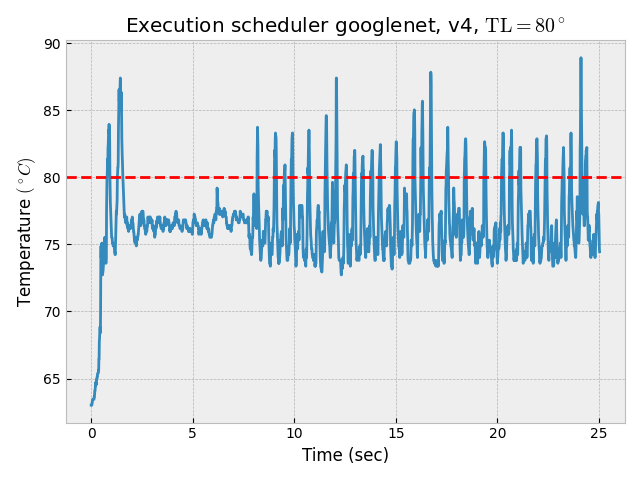 Execution scheduler googlenet, v4, TL = 80°
90
85
80
75
70
65
Temperature (°C)
0 5 10 15 20 25
Time (sec)